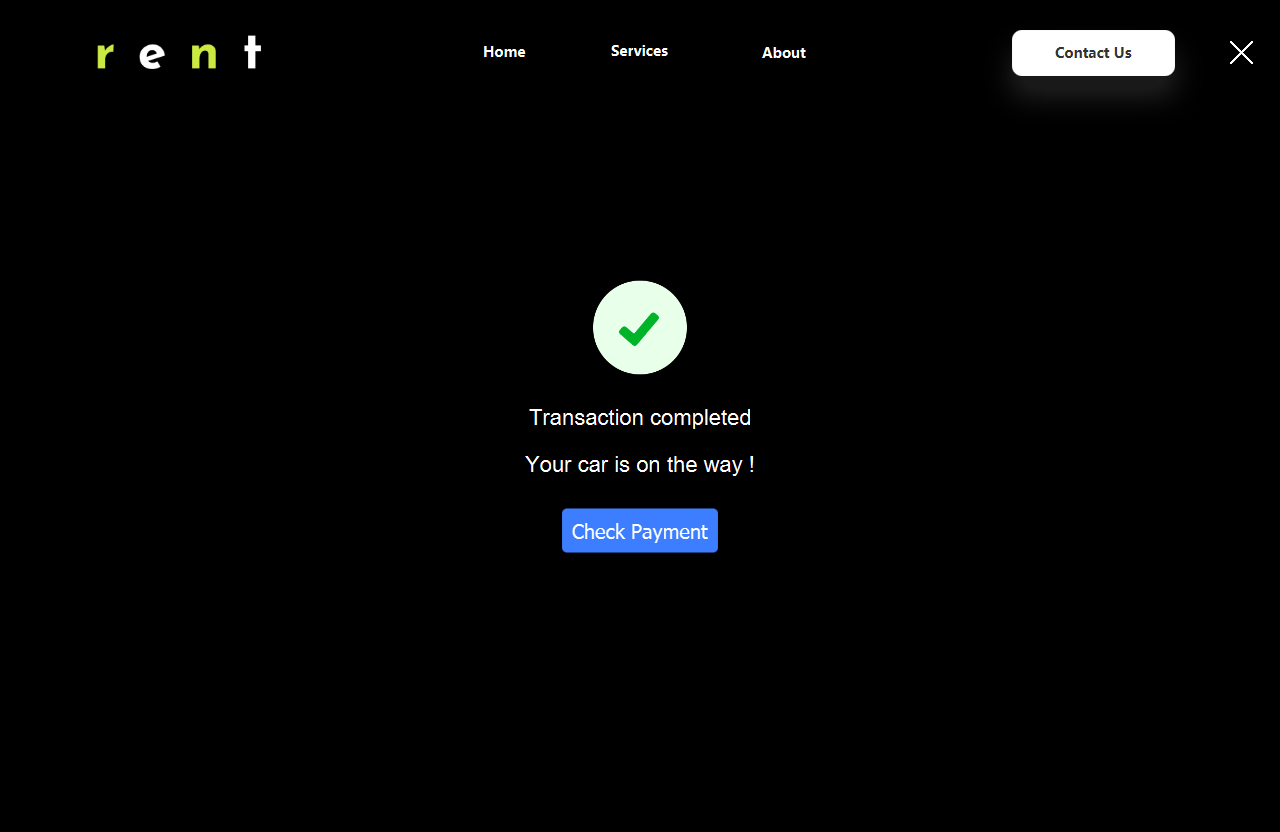 r e n t
Home
Services
About
Contact Us
Transaction completed
Your car is on the way !
Check Payment